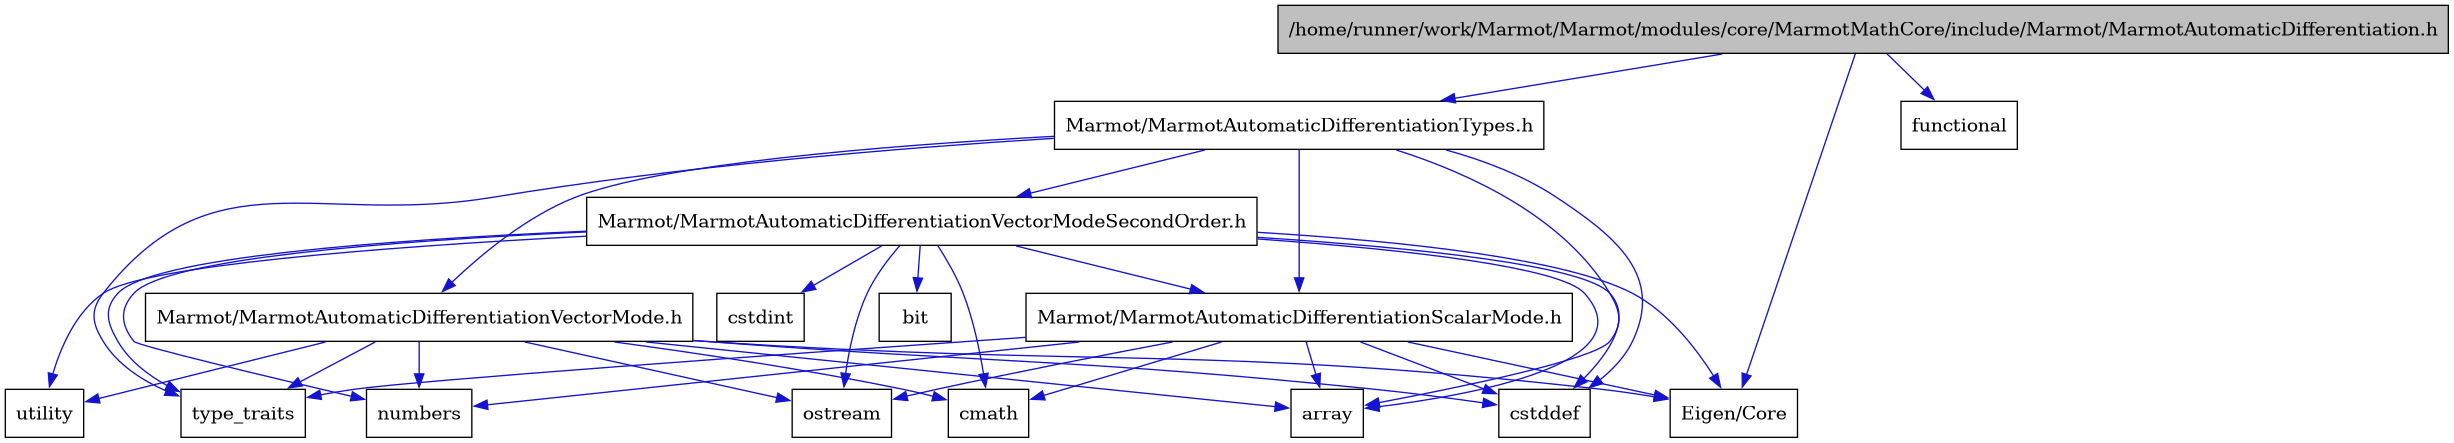 /home/runner/work/Marmot/Marmot/modules/core/MarmotMathCore/include/Marmot/MarmotAutomaticDifferentiation.h
Marmot/MarmotAutomaticDifferentiationTypes.h
functional
Marmot/MarmotAutomaticDifferentiationVectorModeSecondOrder.h
Marmot/MarmotAutomaticDifferentiationVectorMode.h
cstdint
bit
Marmot/MarmotAutomaticDifferentiationScalarMode.h
utility
type_traits
numbers
ostream
cmath
array
cstddef
Eigen/Core